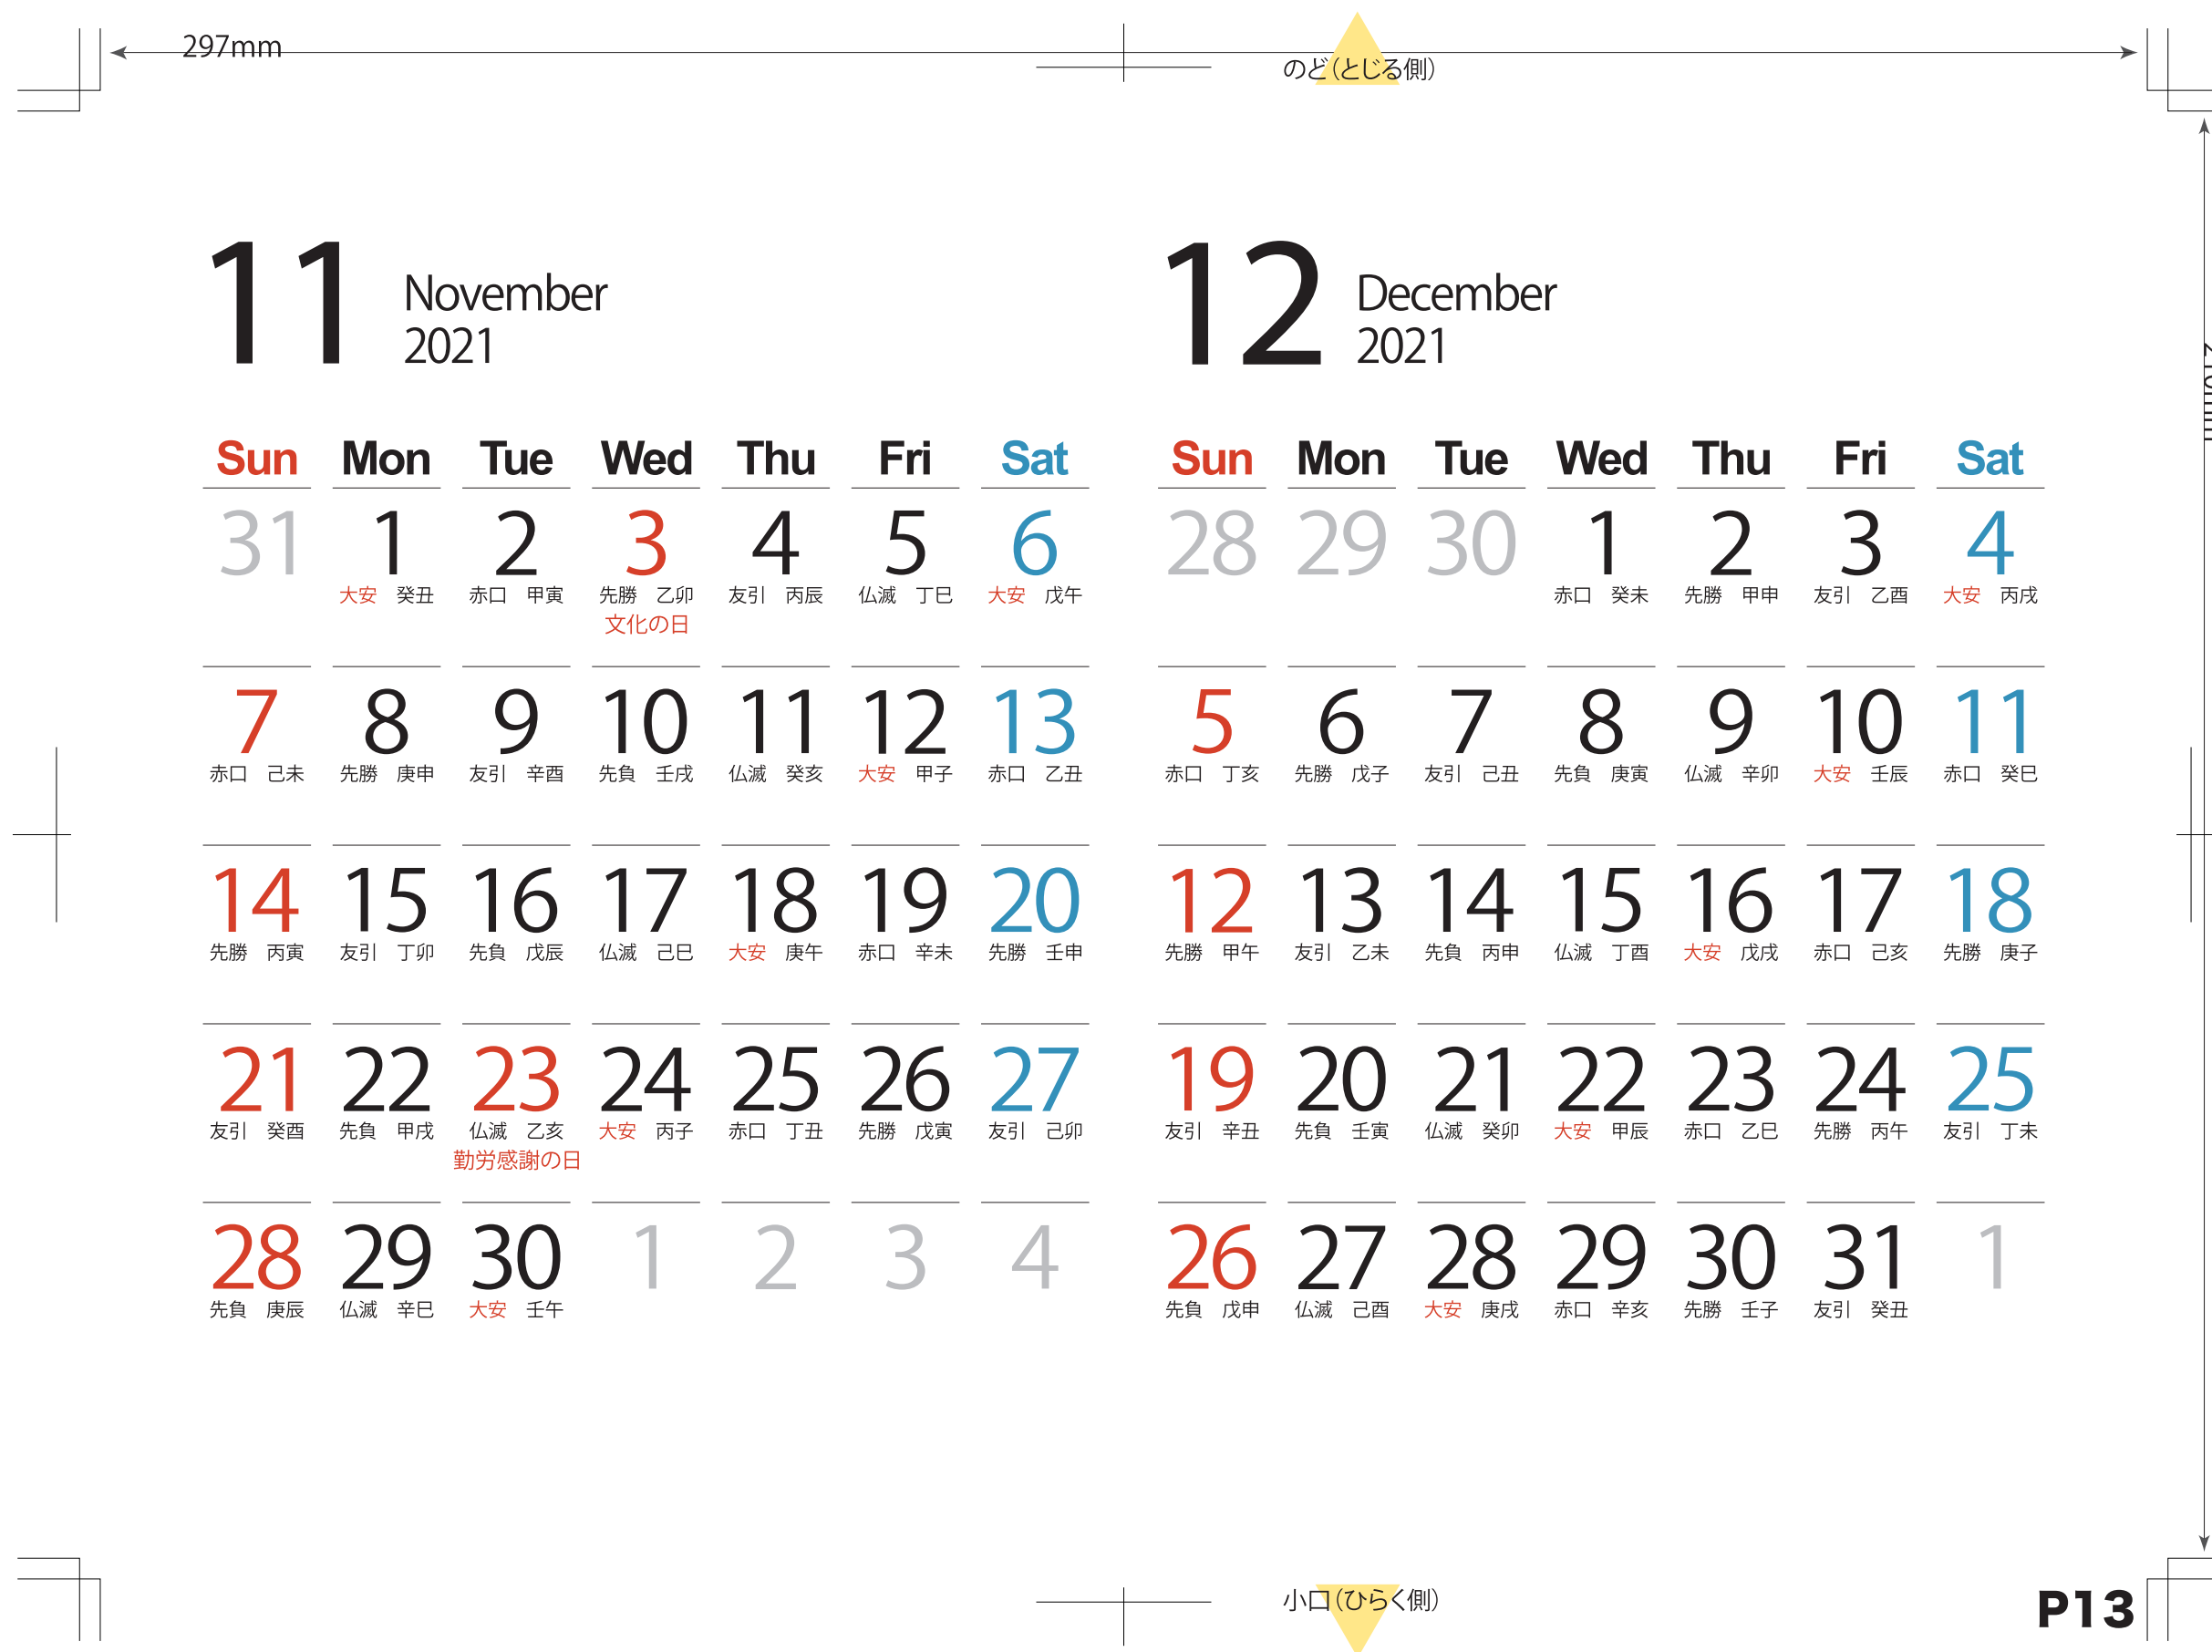 297mm
のど(とじる側)
11
November
2021
Sun Mon Tue Wed Thu Fri Sat
31 1 2 3 4 5 6
大安 癸丑 赤口 甲寅 先勝 乙卯 友引 丙辰 仏滅 丁巳 大安 戊午
文化の日
7 8 9 10 11 12 13
赤口 己未 先勝 庚申 友引 辛酉 先負 壬戌 仏滅 癸亥 大安 甲子 赤口 乙丑
14 15 16 17 18 19 20
先勝 丙寅 友引 丁卯 先負 戊辰 仏滅 己巳 大安 庚午 赤口 辛未 先勝 壬申
21 22 23 24 25 26 27
友引 癸酉 先負 甲戌 仏滅 乙亥 大安 丙子 赤口 丁丑 先勝 戊寅 友引 己卯
勤労感謝の日
28 29 30 1 2 3 4
先負 庚辰 仏滅 辛巳 大安 壬午
12
December
2021
Sun Mon Tue Wed Thu Fri Sat
28 29 30 1 2 3 4
赤口 癸未 先勝 甲申 友引 乙酉 大安 丙戌
5 6 7 8 9 10 11
赤口 丁亥 先勝 戊子 友引 己丑 先負 庚寅 仏滅 辛卯 大安 壬辰 赤口 癸巳
12 13 14 15 16 17 18
先勝 甲午 友引 乙未 先負 丙申 仏滅 丁酉 大安 戊戌 赤口 己亥 先勝 庚子
19 20 21 22 23 24 25
友引 辛丑 先負 壬寅 仏滅 癸卯 大安 甲辰 赤口 乙巳 先勝 丙午 友引 丁未
26 27 28 29 30 31 1
先負 戊申 仏滅 己酉 大安 庚戌 赤口 辛亥 先勝 壬子 友引 癸丑
小口(ひらく側)
P13